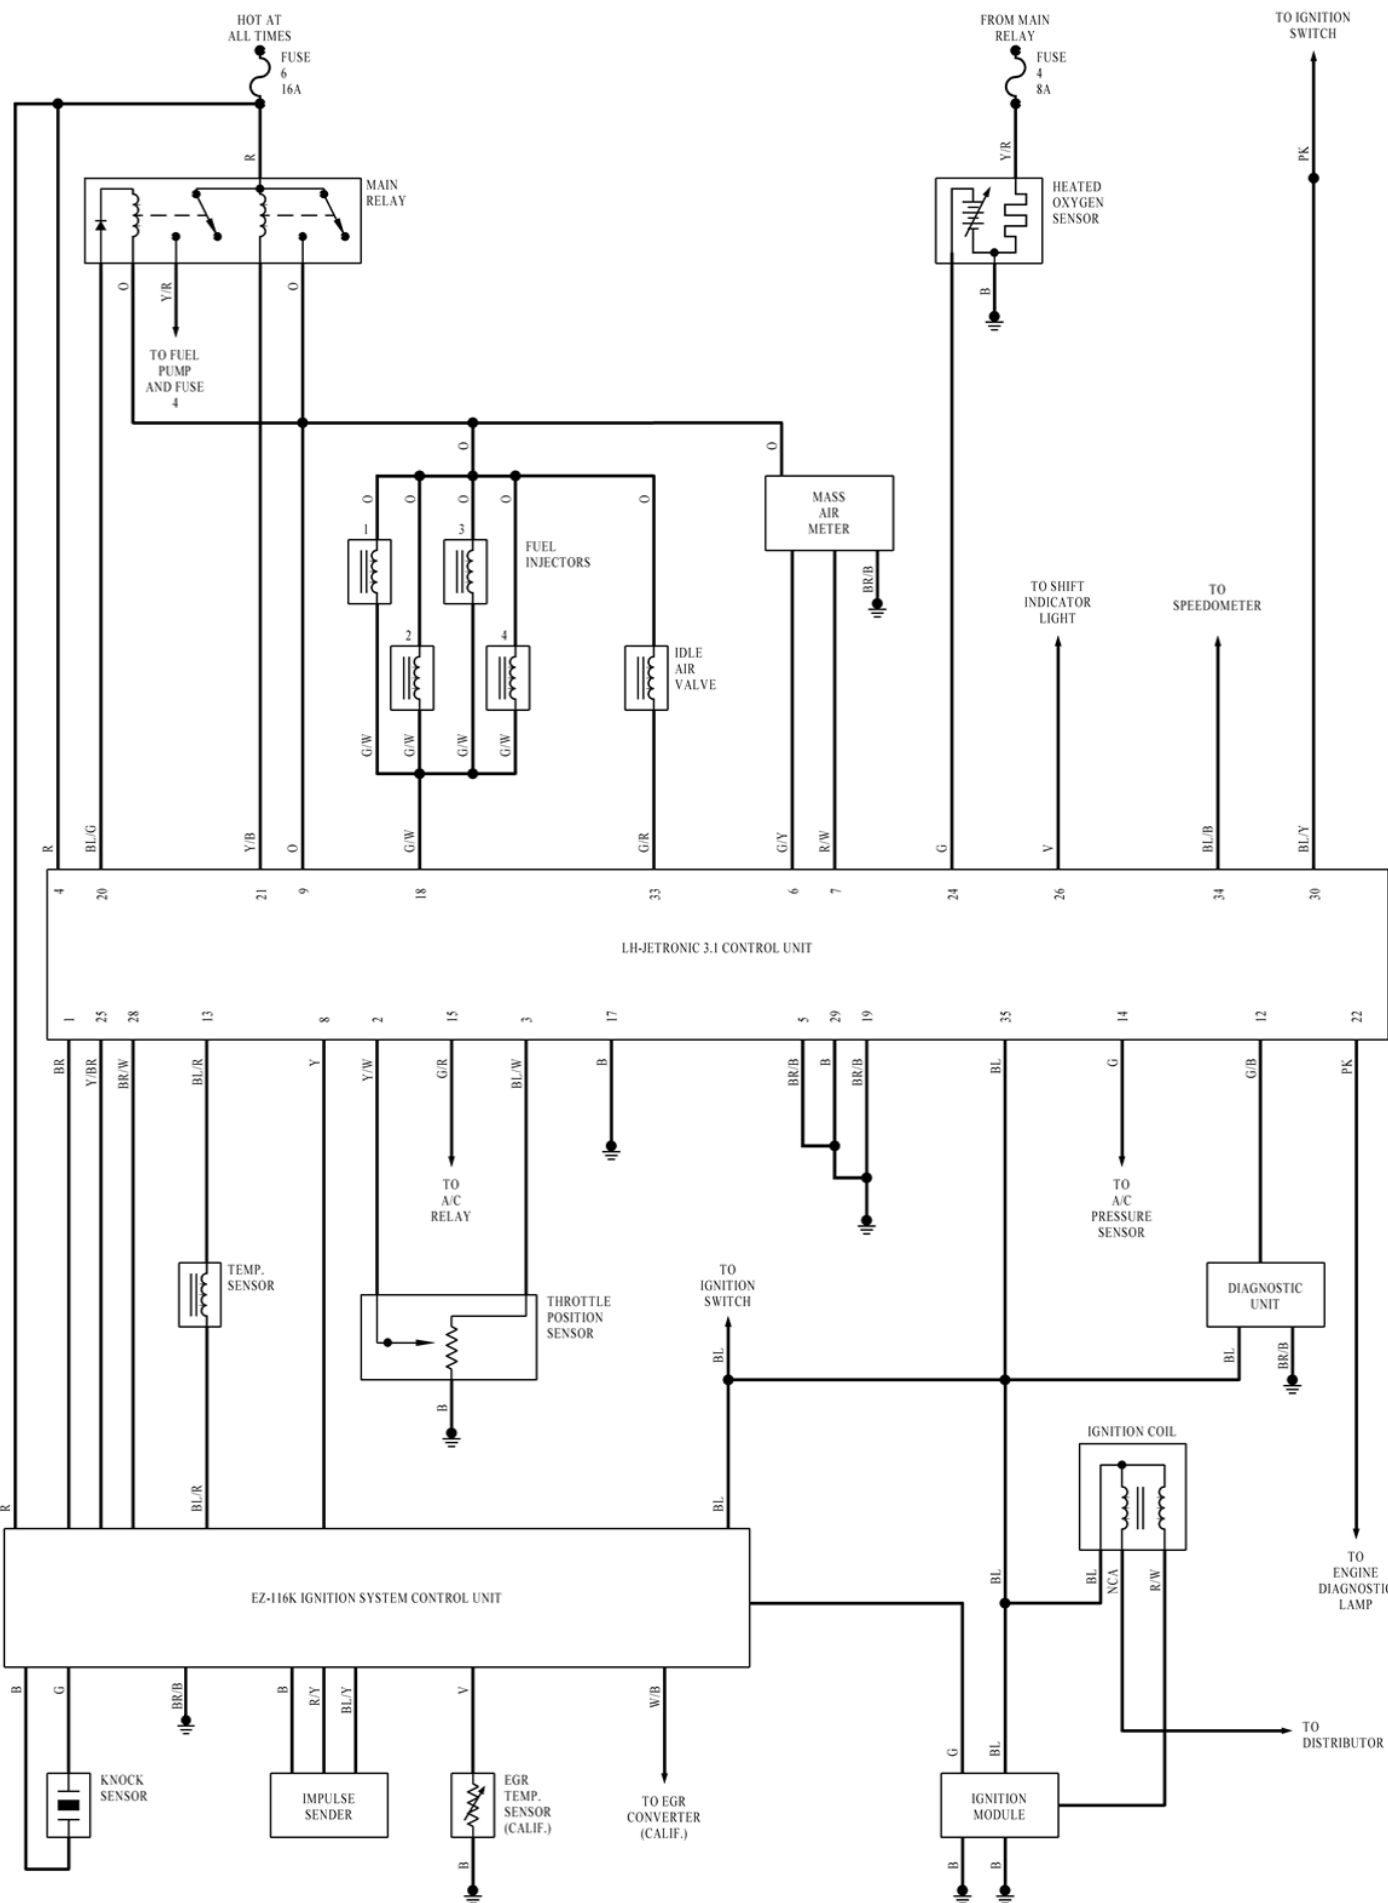 HOT AT
ALL TIMES
FUSE
6
16A
FROM MAIN
RELAY
FUSE
4
8A
TO IGNITION
SWITCH
R
Y/R
PK
MAIN
RELAY
HEATED
OXYGEN
SENSOR
O
Y/R
O
B
TO FUEL
PUMP
AND FUSE
4
O
O
O
O
O
O
O
1
3
FUEL
INJECTORS
MASS
AIR
METER
BR/B
TO SHIFT
INDICATOR
LIGHT
TO
SPEEDOMETER
2
4
IDLE
AIR
VALVE
G/W
G/W
G/W
G/W
R
BL/G
Y/B
O
G/W
G/R
G/Y
R/W
G
V
BL/B
BL/Y
4
20
21
9
18
33
6
7
24
26
34
30
LH-JETRONIC 3.1 CONTROL UNIT
1
25
28
13
8
2
15
3
17
5
29
19
35
14
12
22
BR
Y/BR
BR/W
BL/R
Y
Y/W
G/R
BL/W
B
BR/B
B
BR/B
BL
G
G/B
PK
TO
A/C
RELAY
TO
A/C
PRESSURE
SENSOR
TEMP.
SENSOR
THROTTLE
POSITION
SENSOR
TO
IGNITION
SWITCH
DIAGNOSTIC
UNIT
BL
BL
BR/B
B
IGNITION COIL
R
BL/R
BL
BL
BL
NCA
R/W
TO
ENGINE
DIAGNOSTIC
LAMP
EZ-116K IGNITION SYSTEM CONTROL UNIT
B
G
BR/B
B
R/Y
BL/Y
V
W/B
G
BL
TO
DISTRIBUTOR
KNOCK
SENSOR
IMPULSE
SENDER
EGR
TEMP.
SENSOR
(CALIF.)
TO EGR
CONVERTER
(CALIF.)
IGNITION
MODULE
B
B
B